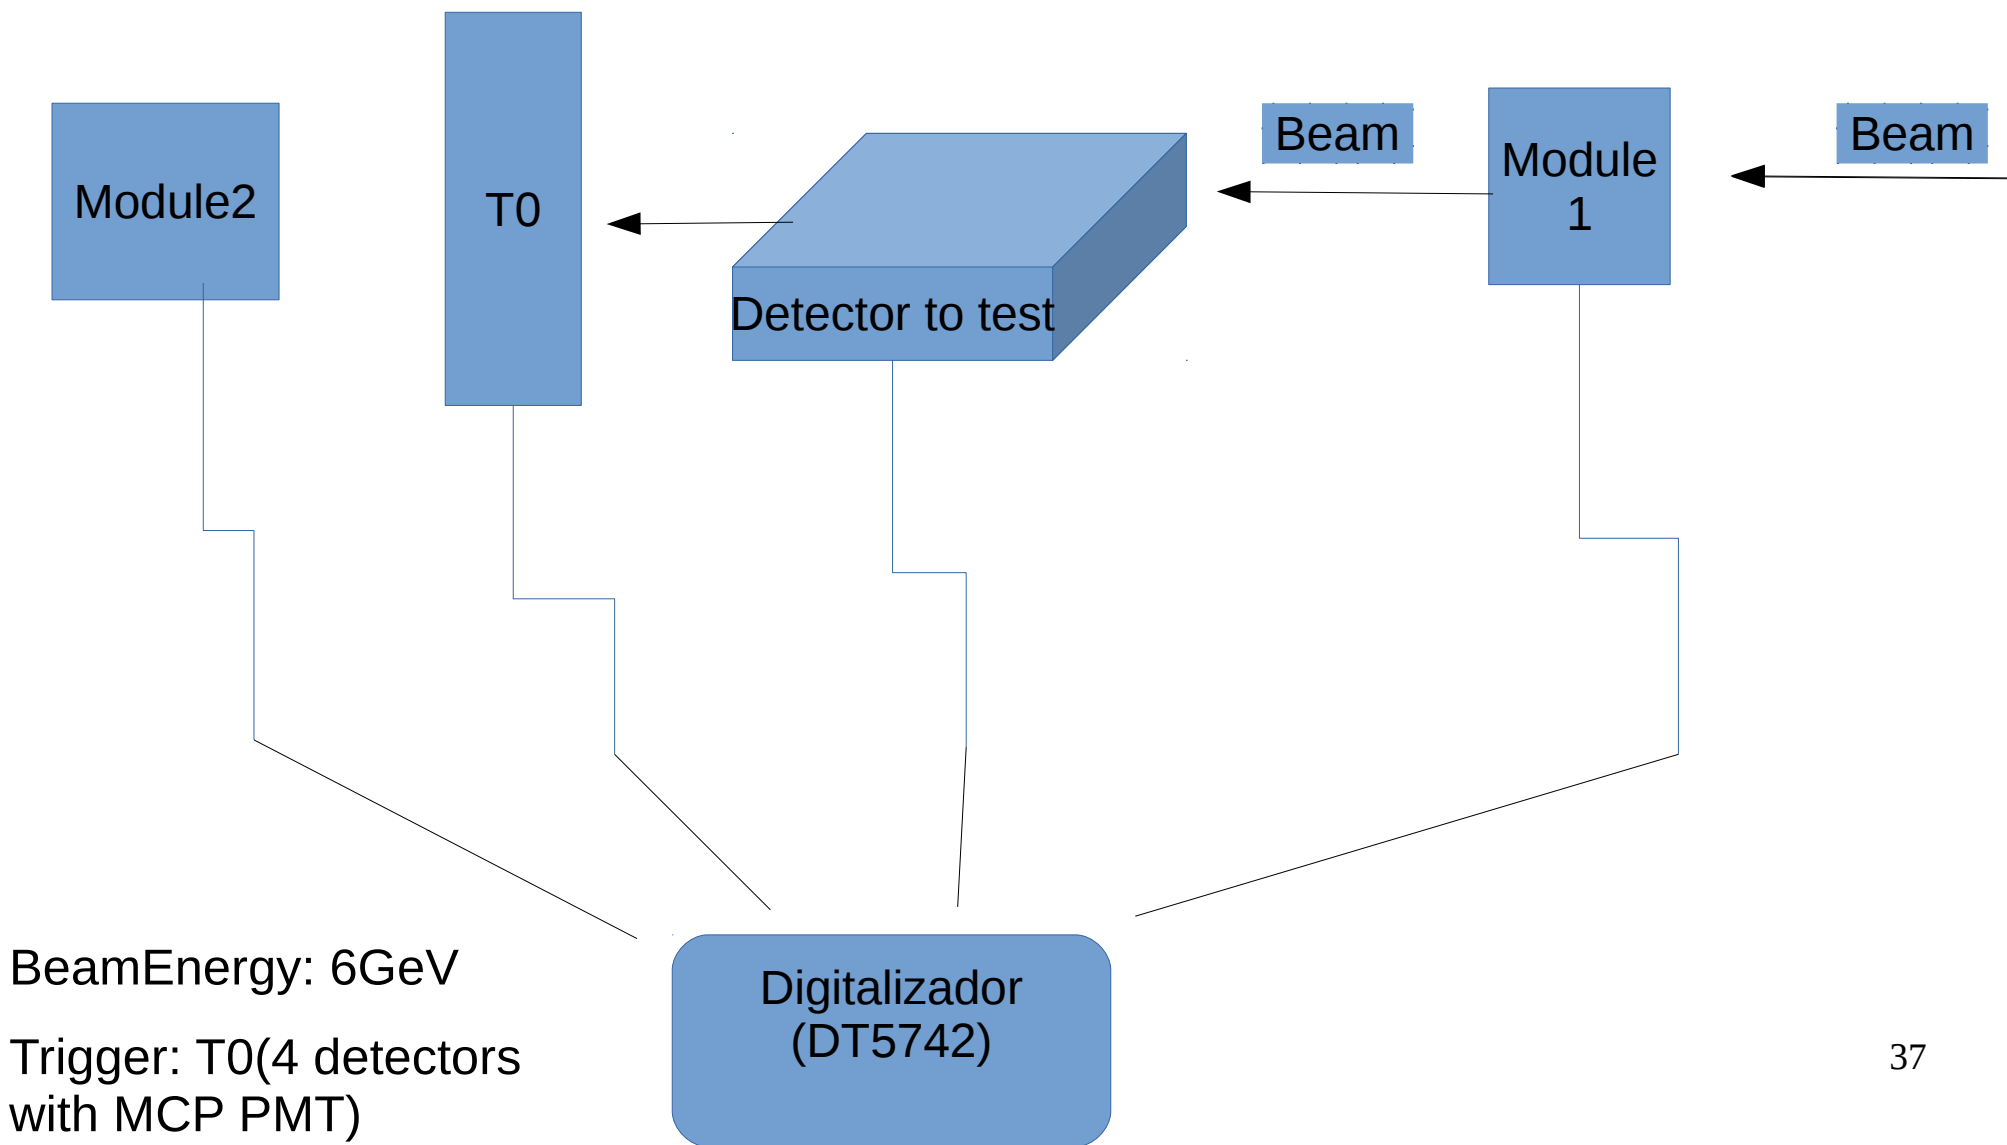 Module2
T0
Detector to test
Beam
Module
1
Beam
BeamEnergy: 6GeV
Trigger: T0(4 detectors
with MCP PMT)
Digitalizador
(DT5742)
37